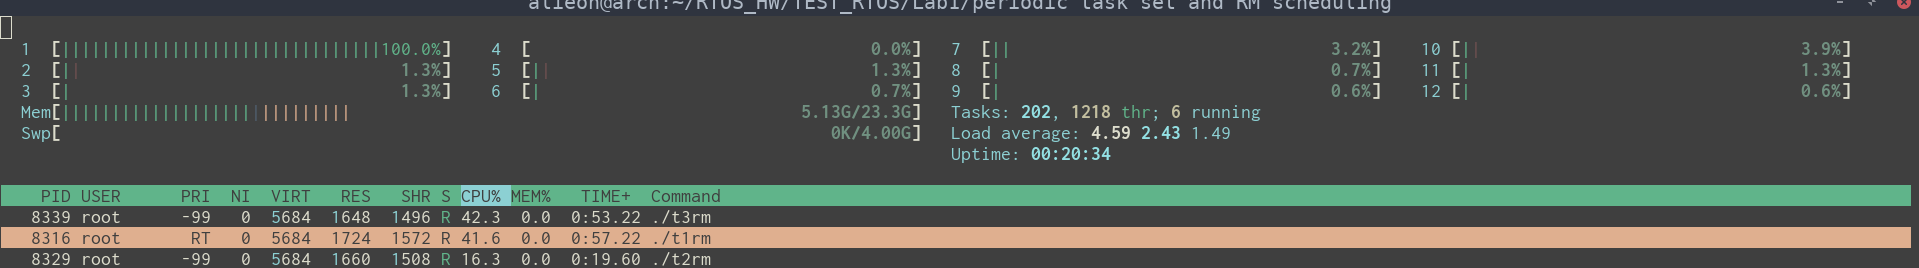 alieon@arch:~/RTOS_HW/TEST_RTOS/Lab1/periodic task set and RM scheduling
1 [||||||||||||||||||||||||||||||||100.0%] 4 [ 0.0%] 7 [|| 3.2%] 10 [|| 3.9%]
2 [|| 1.3%] 5 [|| 1.3%] 8 [| 0.7%] 11 [| 1.3%]
3 [| 1.3%] 6 [| 0.7%] 9 [| 0.6%] 12 [| 0.6%]
Mem[||||||||||||||||||||||||||||| 5.13G/23.3G] Tasks: 202, 1218 thr; 6 running
Swp[ 0K/4.00G] Load average: 4.59 2.43 1.49
Uptime: 00:20:34
PID USER PRI NI VIRT RES SHR S CPU% MEM% TIME+ Command
8339 root -99 0 5684 1648 1496 R 42.3 0.0 0:53.22 ./t3rm
8316 root RT 0 5684 1724 1572 R 41.6 0.0 0:57.22 ./t1rm
8329 root -99 0 5684 1660 1508 R 16.3 0.0 0:19.60 ./t2rm